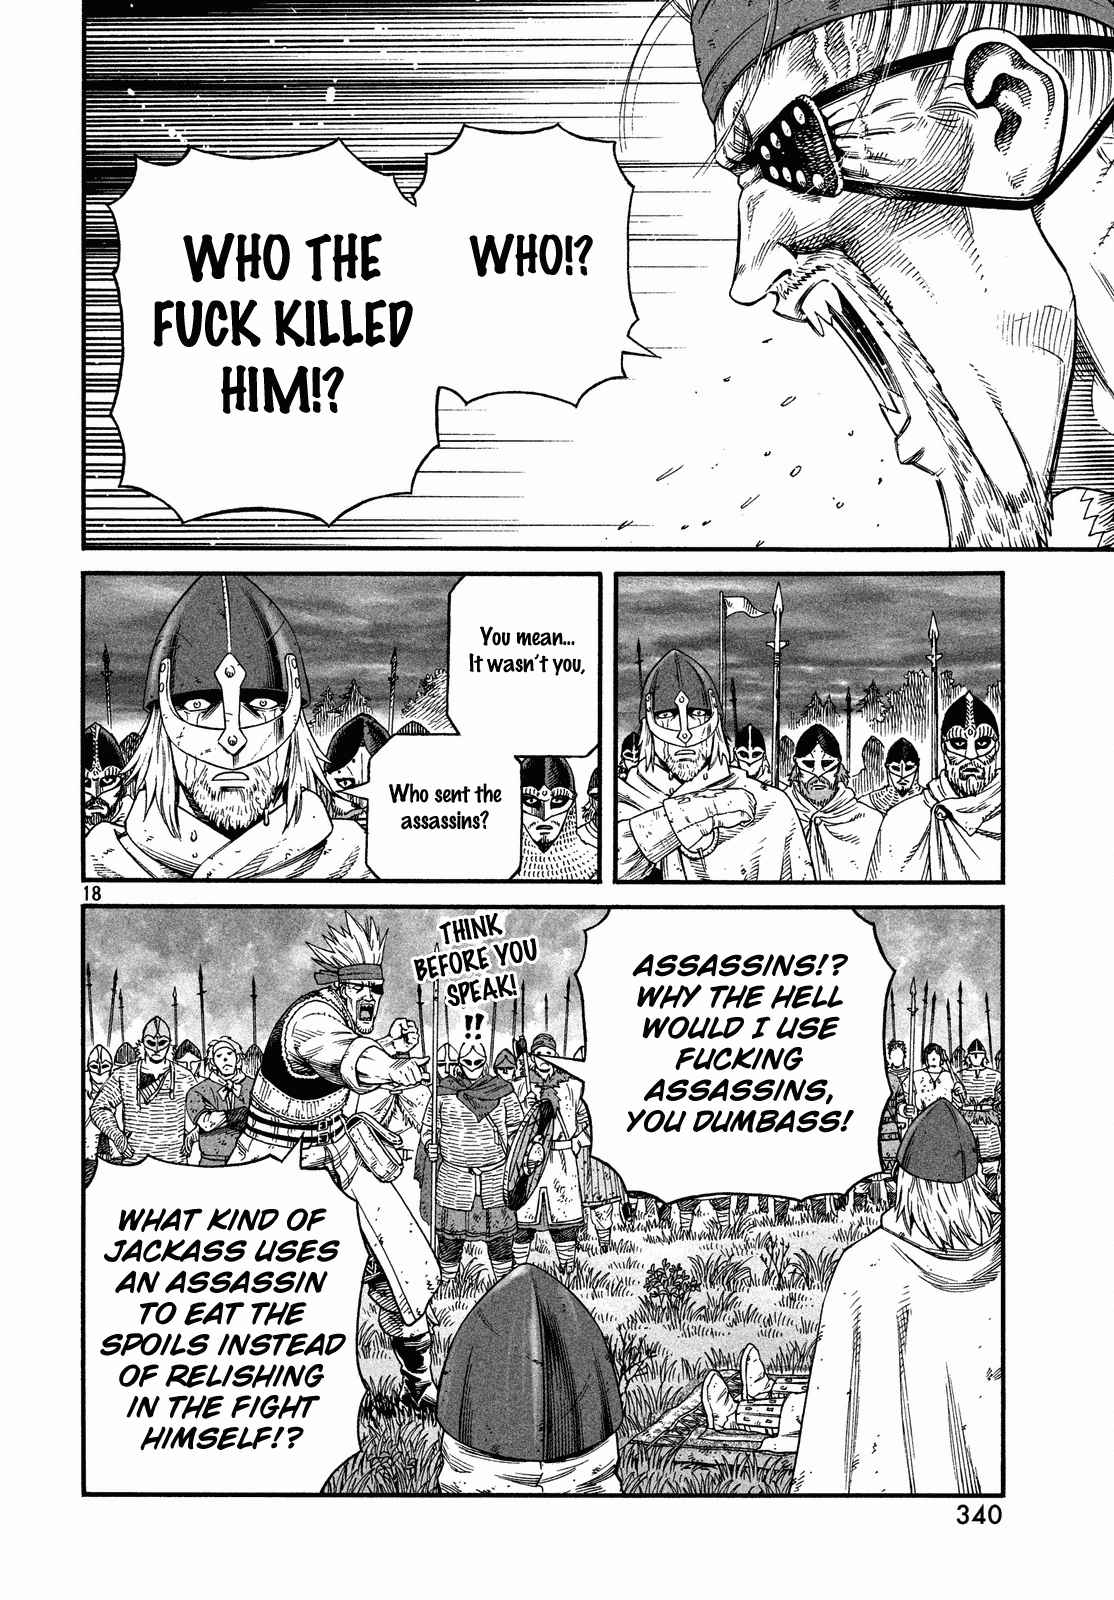 WHO!?
WHO THE
FUCK KILLED
HIM!?
You mean...
It wasn't you,
Who sent the
assassins?
18
ASSASSINS!?
WHY THE HELL
WOULD I USE
FUCKING
ASSASSINS,
YOU DUMBASS!
THINK
BEFORE YOU
SPEAK!
!!
WHAT KIND OF
JACKASS USES
AN ASSASSIN
TO EAT THE
SPOILS INSTEAD
OF RELISHING
IN THE FIGHT
HIMSELF!?
340